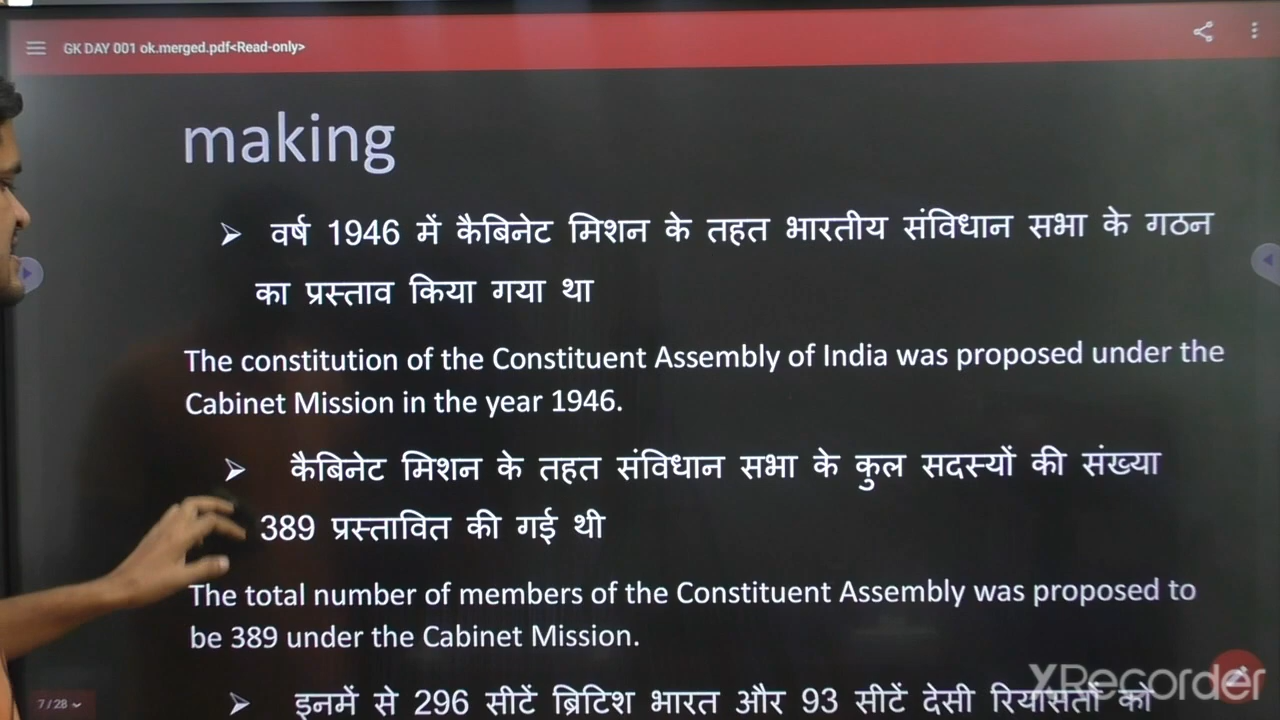 GK DAY 001 ok.merged.pdf<Read-only>
making
➢ वर्ष 1946 में कैबिनेट मिशन के तहत भारतीय संविधान सभा के गठन
का प्रस्ताव किया गया था
The constitution of the Constituent Assembly of India was proposed under the
Cabinet Mission in the year 1946.
➢ कैबिनेट मिशन के तहत संविधान सभा के कुल सदस्यों की संख्या
389 प्रस्तावित की गई थी
The total number of members of the Constituent Assembly was proposed to
be 389 under the Cabinet Mission.
➢ इनमें से 296 सीटें ब्रिटिश भारत और 93 सीटें देसी रियासतों को
7 / 28
XRecorder